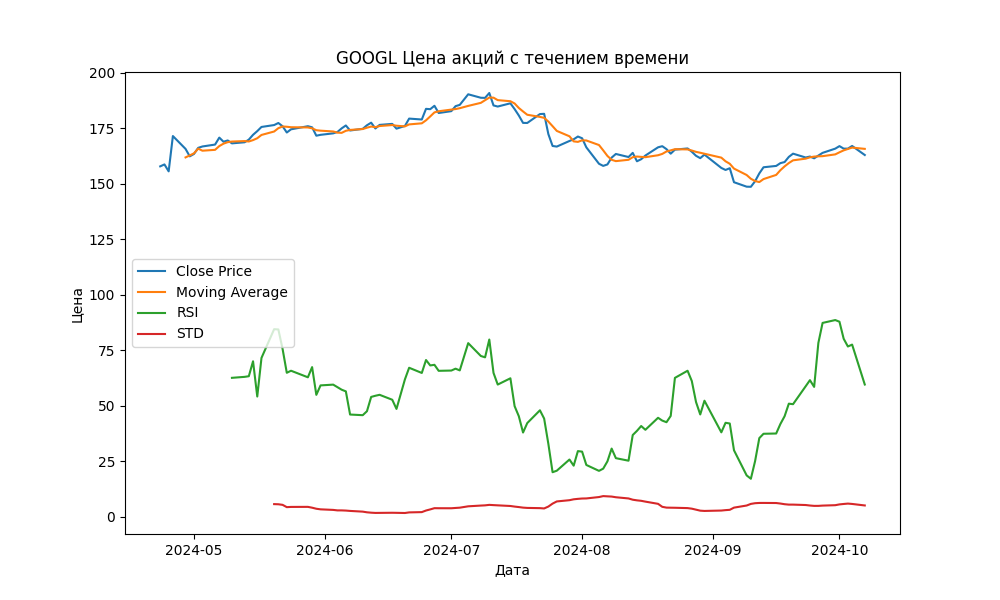 GOOGL Цена акций с течением времени
200
175
150
125
100
75
50
25
0
Цена
Close Price
Moving Average
RSI
STD
2024-05
2024-06
2024-07
2024-08
2024-09
2024-10
Дата